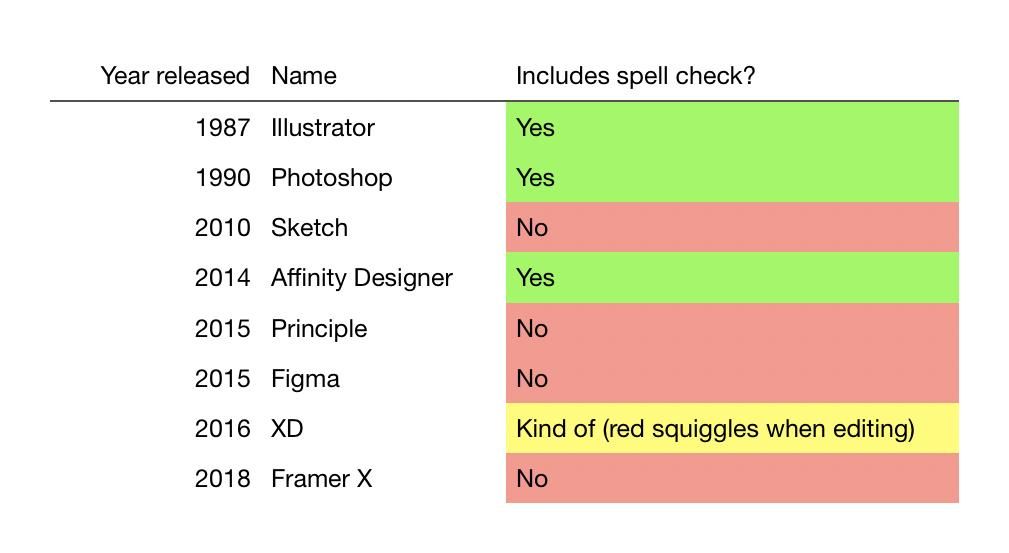 Year released Name Includes spell check?
1987 Illustrator Yes
1990 Photoshop Yes
2010 Sketch No
2014 Affinity Designer Yes
2015 Principle No
2015 Figma No
2016 XD Kind of (red squiggles when editing)
2018 Framer X No